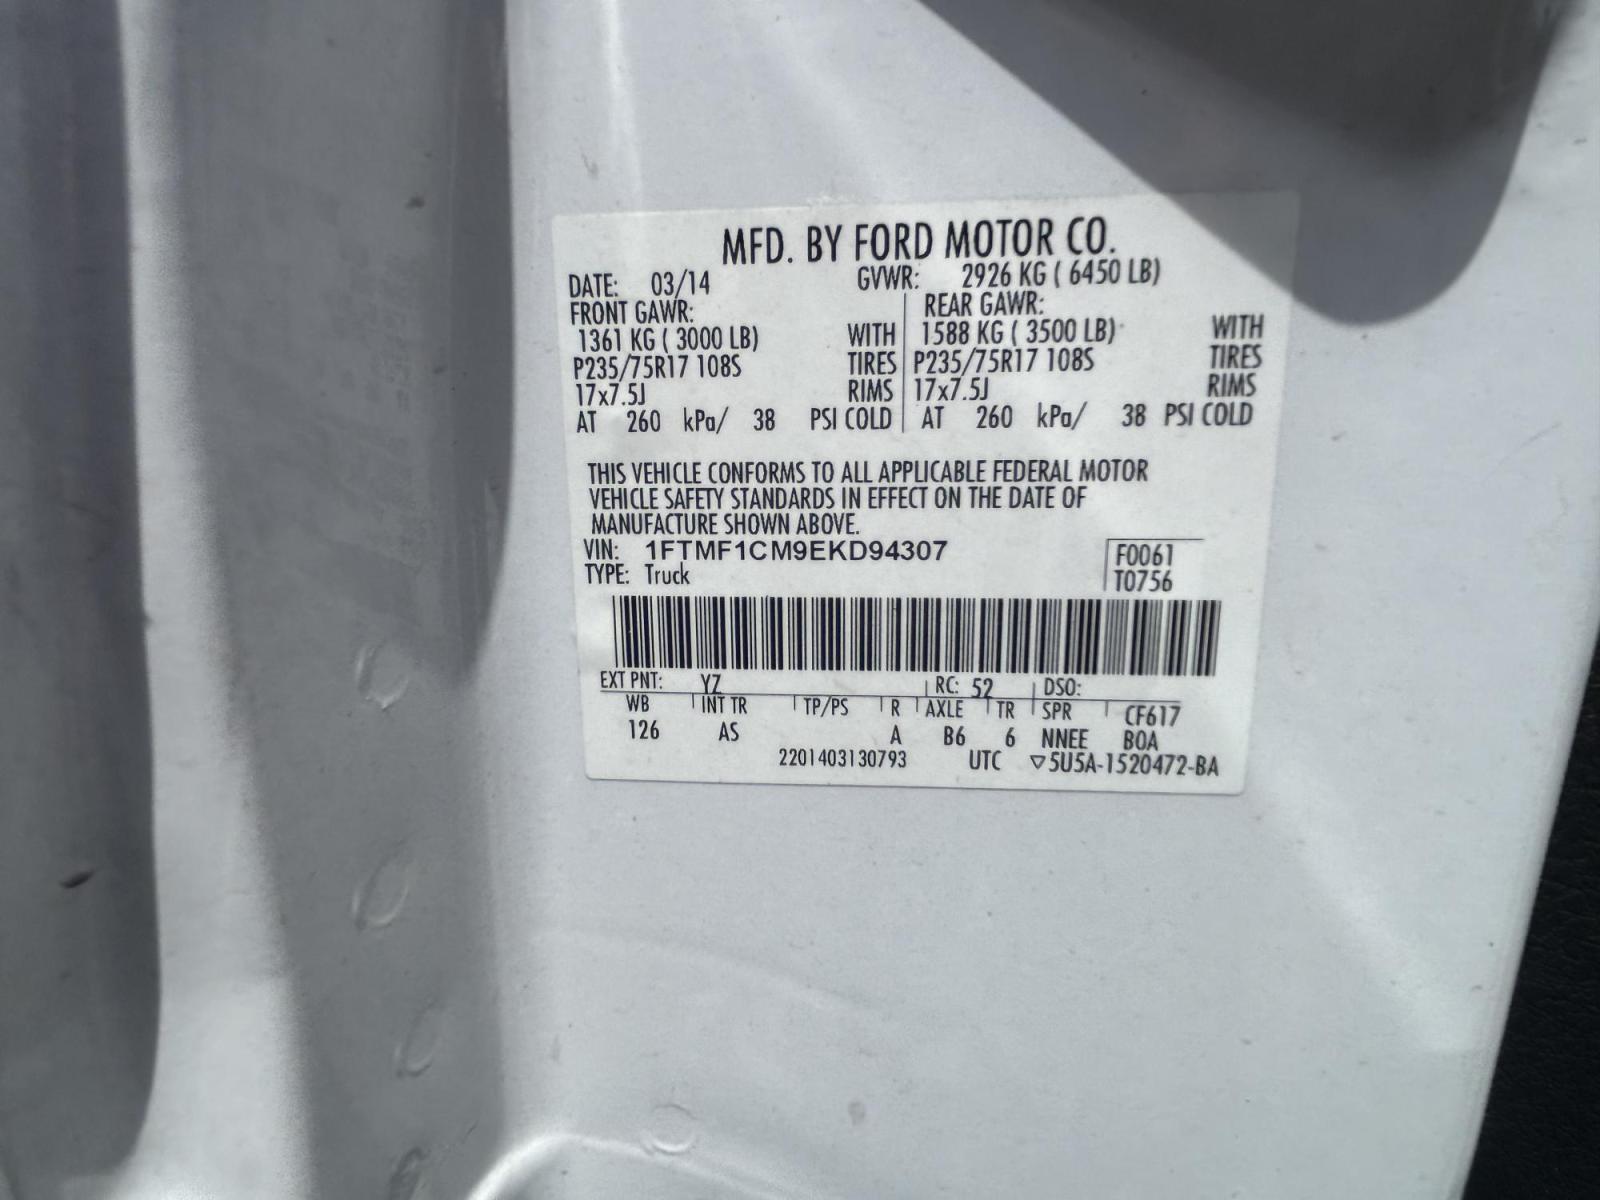 MFD. BY FORD MOTOR CO.
DATE: 03/14 GVWR: 2926 KG ( 6450 LB)
FRONT GAWR: REAR GAWR:
1361 KG ( 3000 LB) WITH 1588 KG ( 3500 LB) WITH
P235/75R17 108S TIRES P235/75R17 108S TIRES
17x7.5J RIMS 17x7.5J RIMS
AT 260 kPa/ 38 PSI COLD AT 260 kPa/ 38 PSI COLD
THIS VEHICLE CONFORMS TO ALL APPLICABLE FEDERAL MOTOR
VEHICLE SAFETY STANDARDS IN EFFECT ON THE DATE OF
MANUFACTURE SHOWN ABOVE.
VIN: 1FTMF1CM9EKD94307 F0061
TYPE: Truck T0756
EXT PNT: YZ RC: 52 DSO:
WB INT TR TP/PS R AXLE TR SPR CF617
126 AS A B6 6 NNEE BOA
2201403130793 UTC ▽5U5A-1520472-BA